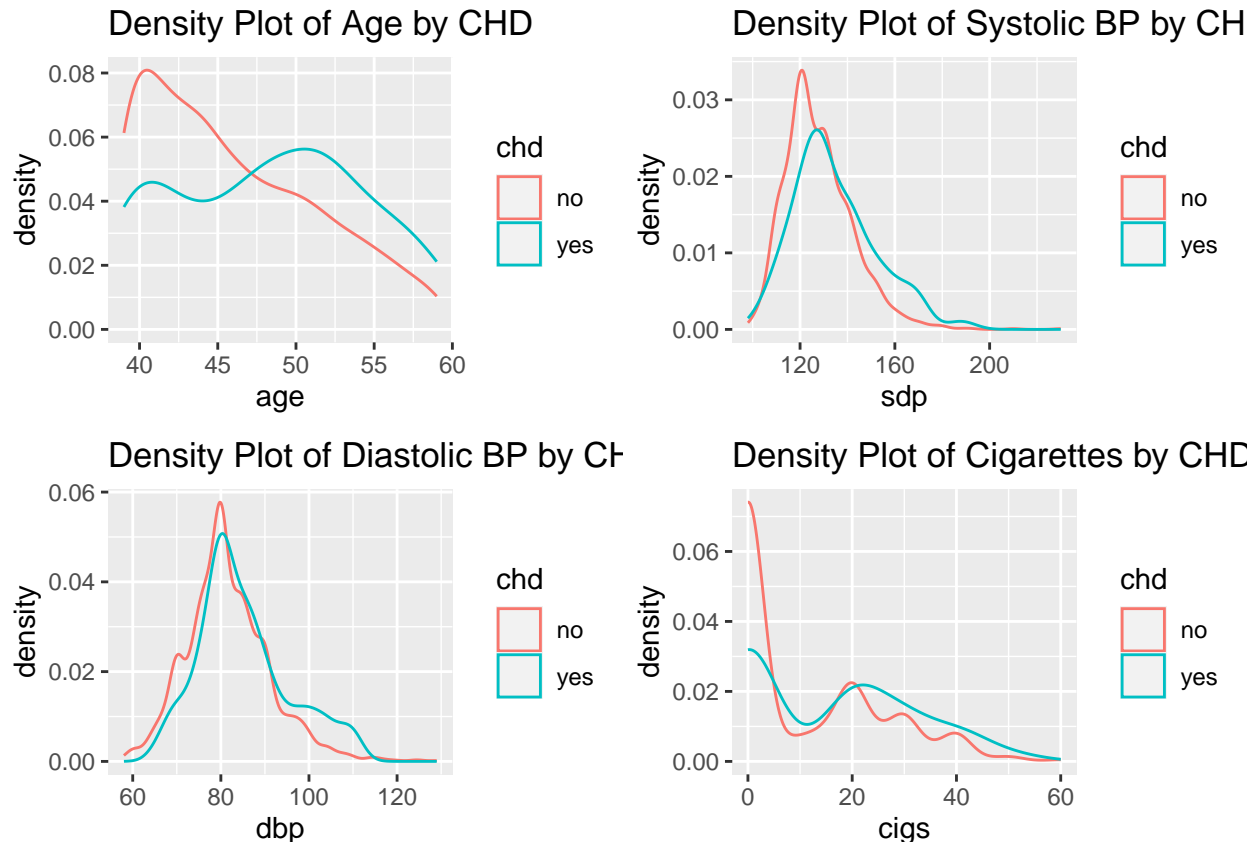 Density Plot of Age by CHD
0.08
0.06
0.04
0.02
0.00
density
40 45 50 55 60
age
chd
no
yes
Density Plot of Systolic BP by CH
0.03
0.02
0.01
0.00
density
120 160 200
sdp
chd
no
yes
Density Plot of Diastolic BP by CH
0.06
0.04
0.02
0.00
density
60 80 100 120
dbp
chd
no
yes
Density Plot of Cigarettes by CHD
0.06
0.04
0.02
0.00
density
0 20 40 60
cigs
chd
no
yes